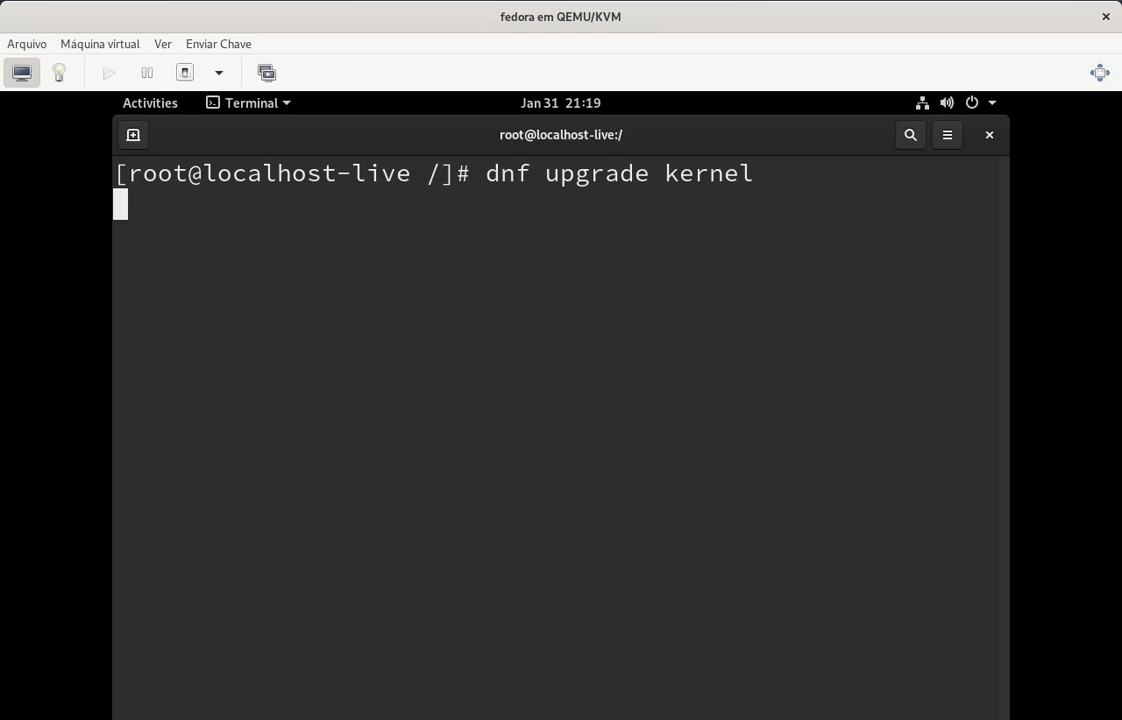 fedora em QEMU/KVM
Arquivo Máquina virtual Ver Enviar Chave
Activities Terminal Jan 31 21:19
root@localhost-live:/
[root@localhost-live /]# dnf upgrade kernel